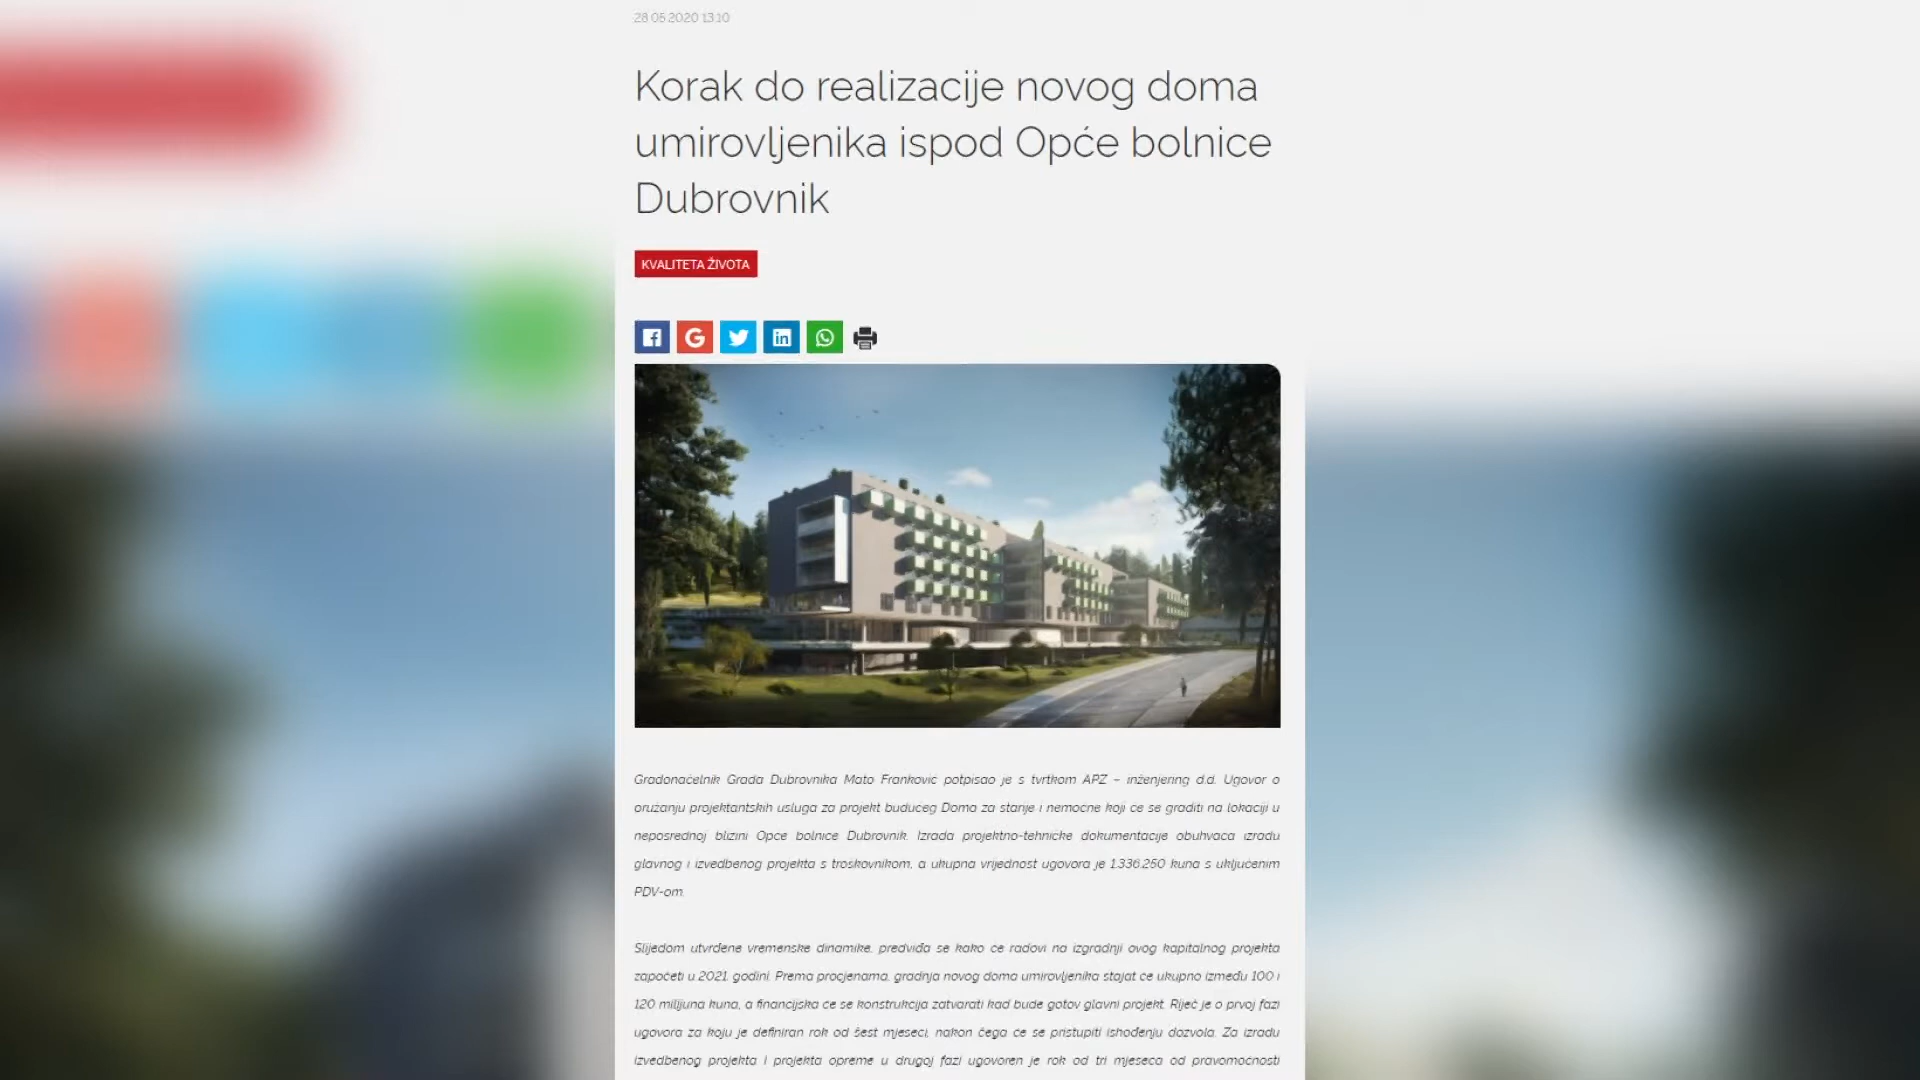 28 05 2020 13:10
Korak do realizacije novog doma
umirovljenika ispod Opće bolnice
Dubrovnik
KVALITETA ŽIVOTA
Gradonačelnik Grada Dubrovnika Mato Franković potpisao je s tvrtkom APZ – inženjering d.d. Ugovor o
pružanju projektantskih usluga za projekt budućeg Doma za starije i nemoćne koji će se graditi na lokaciji u
neposrednoj blizini Opće bolnice Dubrovnik. Izrada projektno-tehničke dokumentacije obuhvaća izradu
glavnog i izvedbenog projekta s troškovnikom, a ukupna vrijednost ugovora je 1.336.250 kuna s uključenim
PDV-om.
Slijedom utvrđene vremenske dinamike, predviđa se kako će radovi na izgradnji ovog kapitalnog projekta
započeti u 2021. godini. Prema procjenama, gradnja novog doma umirovljenika stajat će ukupno između 100 i
120 milijuna kuna, a financijska će se konstrukcija zatvarati kad bude gotov glavni projekt. Riječ je o prvoj fazi
ugovora za koju je definiran rok od šest mjeseci, nakon čega će se pristupiti ishođenju dozvola. Za izradu
izvedbenog projekta i projekta opreme u drugoj fazi ugovoren je rok od tri mjeseca od pravomoćnosti